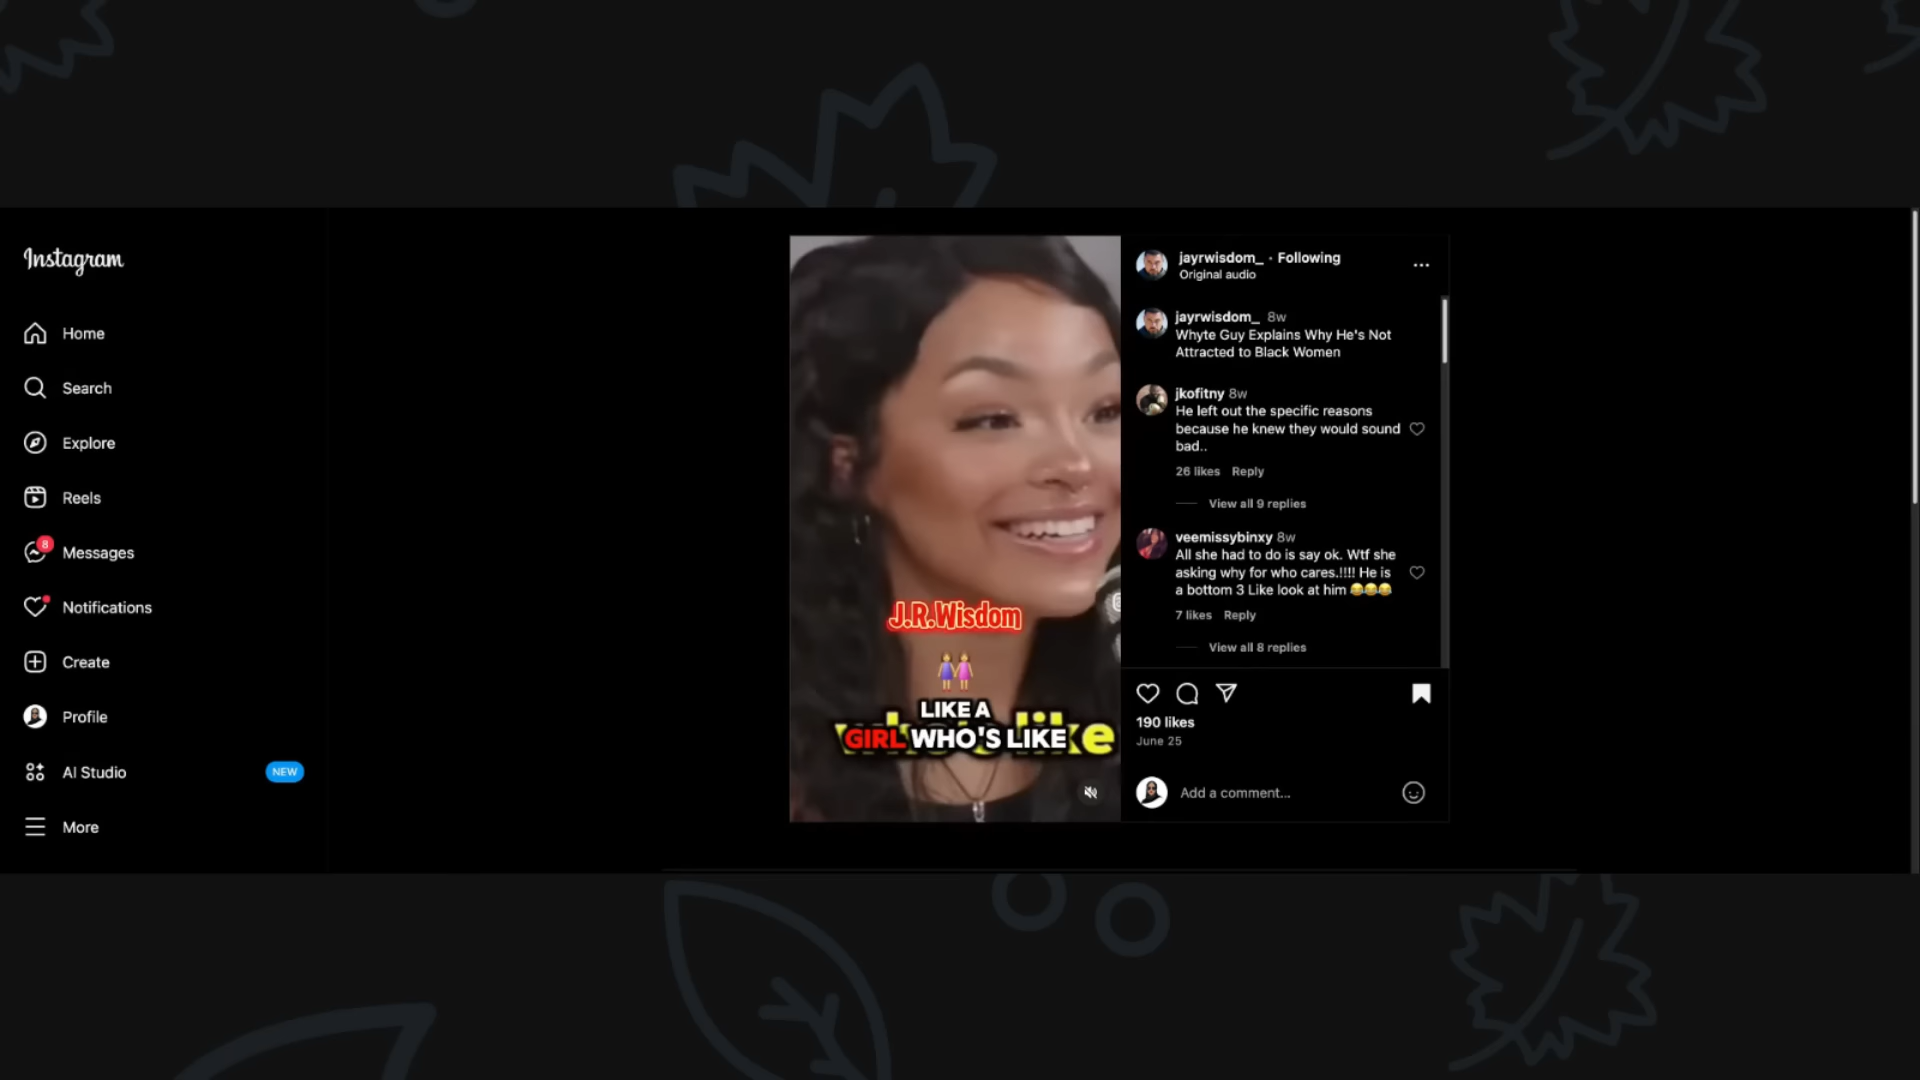 Instagram
Home
Search
Explore
Reels
8
Messages
Notifications
Create
Profile
AI Studio
NEW
More
J.R.Wisdom
LIKE A
GIRL WHO'S LIKE
like
jayrwisdom_ · Following
Original audio
...
jayrwisdom_ 8w
Whyte Guy Explains Why He's Not
Attracted to Black Women
jkofitny 8w
He left out the specific reasons
because he knew they would sound
bad..
26 likes Reply
View all 9 replies
veemissybinxy 8w
All she had to do is say ok. Wtf she
asking why for who cares.!!!! He is
a bottom 3 Like look at him 😂😂😂
7 likes Reply
View all 8 replies
190 likes
June 25
Add a comment...